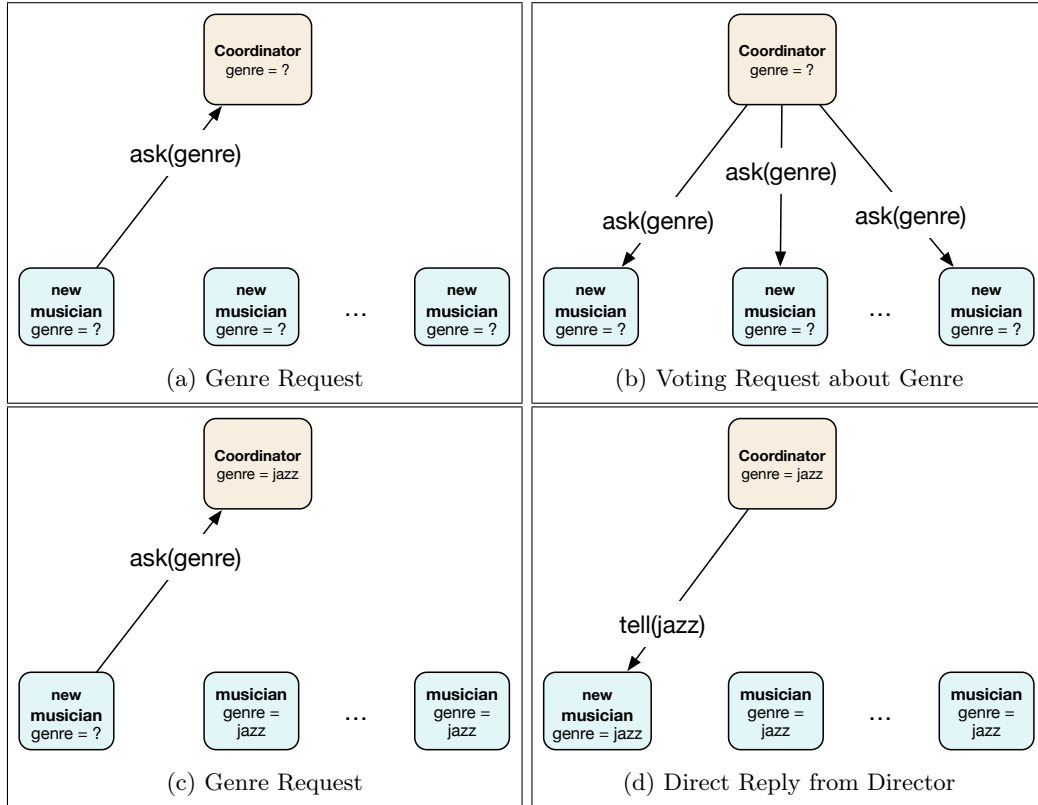 Coordinator
genre = ?
ask(genre)
new
musician
genre = ?
new
musician
genre = ?
...
new
musician
genre = ?
(a) Genre Request
Coordinator
genre = ?
ask(genre)
ask(genre)
ask(genre)
new
musician
genre = ?
new
musician
genre = ?
...
new
musician
genre = ?
(b) Voting Request about Genre
Coordinator
genre = jazz
ask(genre)
new
musician
genre = ?
musician
genre =
jazz
...
musician
genre =
jazz
(c) Genre Request
Coordinator
genre = jazz
tell(jazz)
new
musician
genre = jazz
musician
genre =
jazz
...
musician
genre =
jazz
(d) Direct Reply from Director